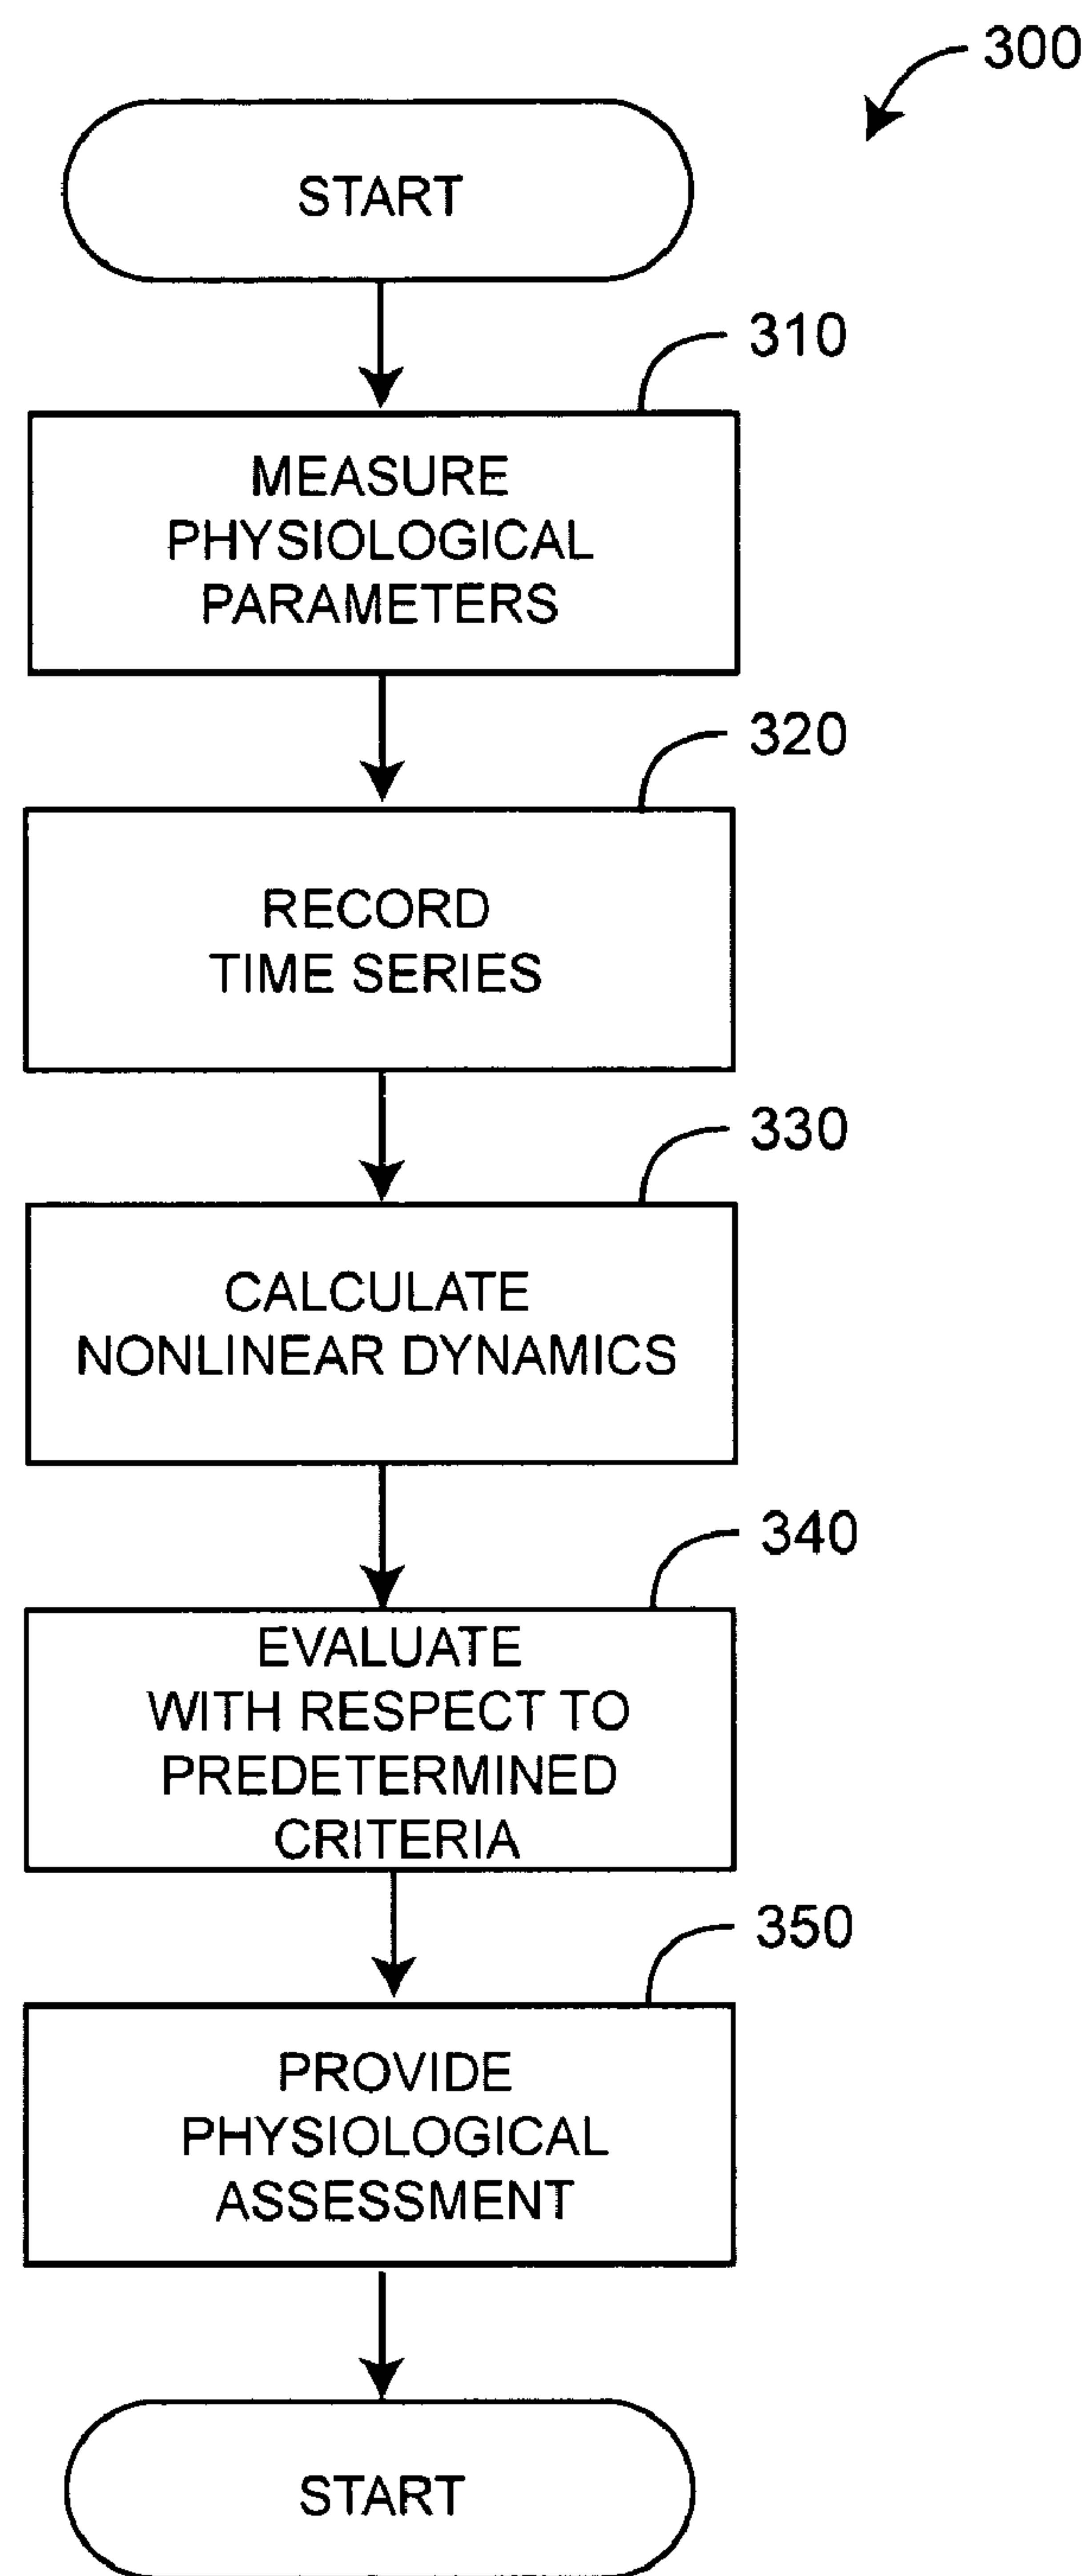 300
START
310
MEASURE
PHYSIOLOGICAL
PARAMETERS
320
RECORD
TIME SERIES
330
CALCULATE
NONLINEAR DYNAMICS
340
EVALUATE
WITH RESPECT TO
PREDETERMINED
CRITERIA
350
PROVIDE
PHYSIOLOGICAL
ASSESSMENT
START